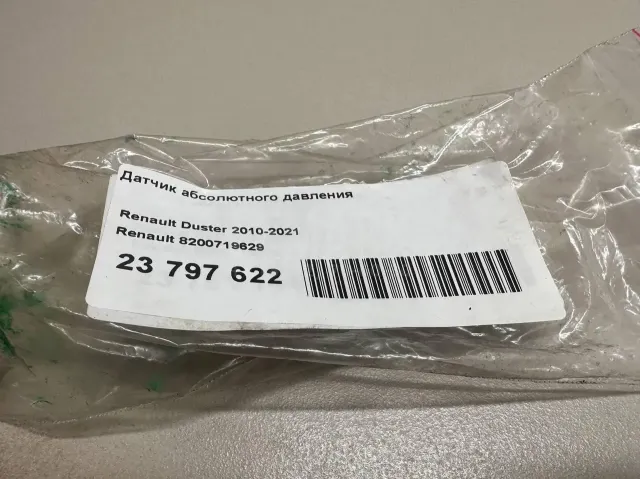 Датчик абсолютного давления
Renault Duster 2010-2021
Renault 8200719629
23 797 622